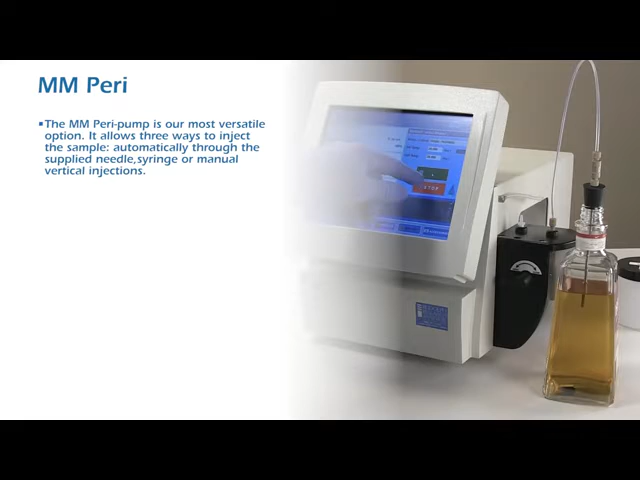 MM Peri
▪The MM Peri-pump is our most versatile
option. It allows three ways to inject
the sample: automatically through the
supplied needle,syringe or manual
vertical injections.
STOP